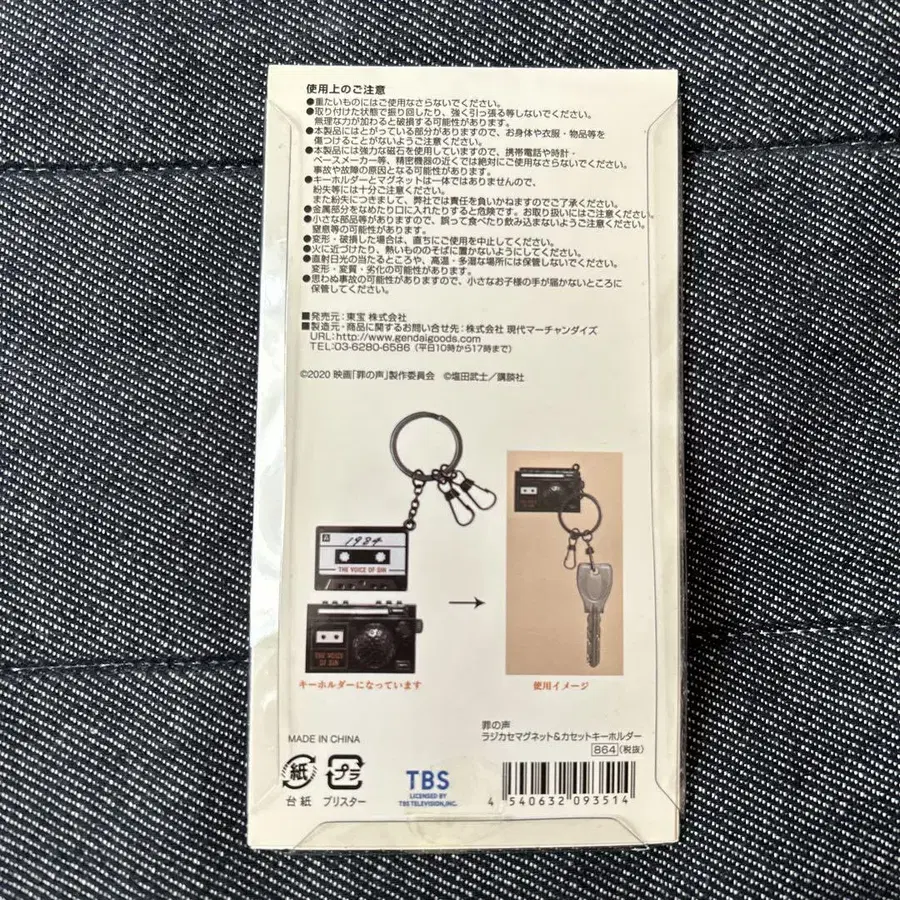 使用上のご注意
●重たいものにはご使用なさらないでください。
●取り付けた状態で振り回したり、強く引っ張る等しないでください。
無理な力が加わると破損する可能性があります。
●本製品にはとがっている部分がありますので、お身体や衣服・物品等を
傷つけることがないようご注意ください。
●本製品には強力な磁石を使用していますので、携帯電話や時計・
ペースメーカー等、精密機器の近くでは絶対にご使用なさらないでください。
事故や故障の原因となる可能性があります。
●キーホルダーとマグネットは一体ではありませんので、
紛失等には十分ご注意ください。
また紛失につきまして、弊社では責任を負いかねますのでご了承ください。
●金属部分をなめたり口に入れたりすると危険です。お取り扱いにはご注意ください。
●小さな部品等がありますので、誤って食べたり飲み込まないようご注意ください。
窒息等の可能性があります。
●変形・破損した場合は、直ちにご使用を中止してください。
●火に近づけたり、熱いもののそばに置かないようにしてください。
●直射日光の当たるところや、高温・多湿な場所には保管しないでください。
変形・変質・劣化の可能性があります。
●思わぬ事故の可能性がありますので、小さなお子様の手が届かないところに
保管してください。
■発売元：東宝 株式会社
■製造元・商品に関するお問い合せ先：株式会社 現代マーチャンダイズ
URL:http://www.gendaigoods.com
TEL:03-6280-6586（平日10時から17時まで）
©2020 映画「罪の声」製作委員会 ©塩田武士／講談社
A
1984
THE VOICE OF SIN
THE VOICE
OF SIN
キーホルダーになっています
使用イメージ
罪の声
ラジカセマグネット&カセットキーホルダー
864(税抜)
MADE IN CHINA
紙
プラ
台紙 ブリスター
TBS
LICENSED BY
TBS TELEVISION,INC.
4 540632 093514